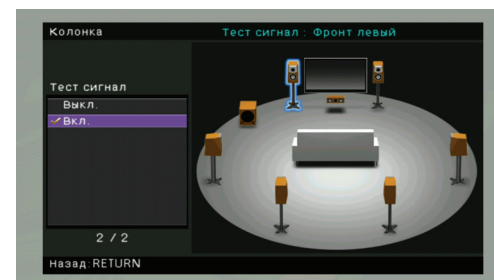 Колонка
Тест сигнал : Фронт левый
Тест сигнал
Выкл.
Вкл.
2 / 2
Назад:RETURN